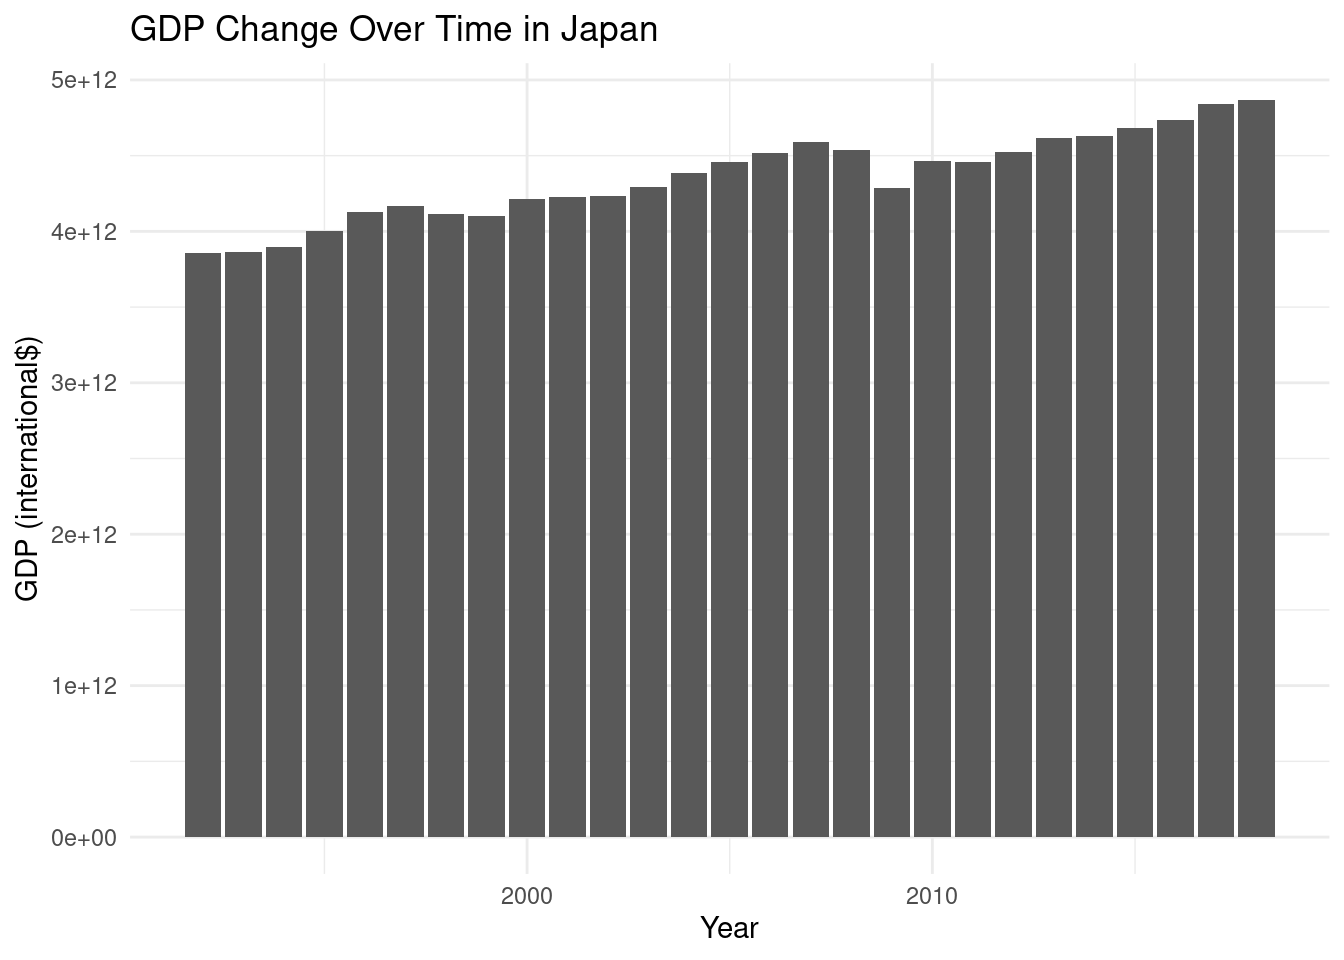 GDP Change Over Time in Japan
5e+12
4e+12
3e+12
2e+12
1e+12
0e+00
GDP (international$)
2000 2010
Year